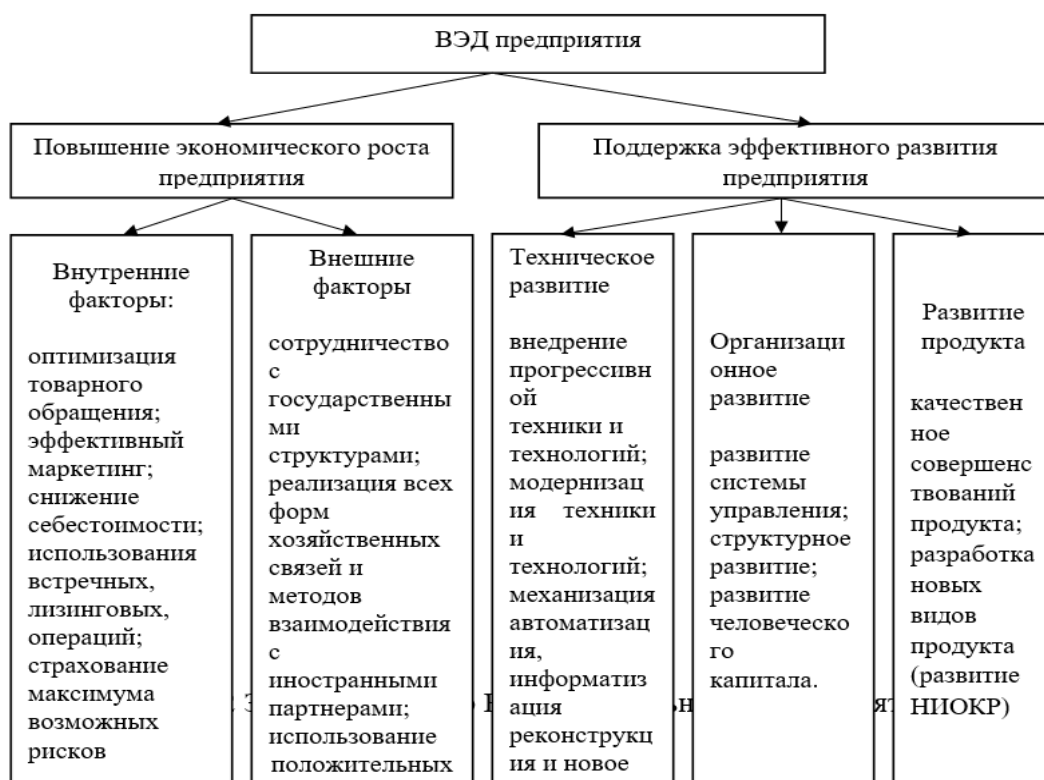 ВЭД предприятия
Повышение экономического роста
предприятия
Поддержка эффективного развития
предприятия
Внутренние
факторы:
оптимизация
товарного
обращения;
эффективный
маркетинг;
снижение
себестоимости;
использования
встречных,
лизинговых,
операций;
страхование
максимума
возможных
рисков
Внешние
факторы
сотрудничество
с
государственны
ми
структурами;
реализация всех
форм
хозяйственных
связей и
методов
взаимодействия
с
иностранными
партнерами;
использование
положительных
Техническое
развитие
внедрение
прогрессивн
ой
техники и
технологий;
модернизац
ия техники
и
технологий;
механизация
автоматизац
ия,
информатиз
ация
реконструкц
ия и новое
Организаци
онное
развитие
развитие
системы
управления;
структурное
развитие;
развитие
человеческо
го
капитала.
Развитие
продукта
качествен
ное
совершенс
твований
продукта;
разработка
новых
видов
продукта
(развитие
НИОКР)